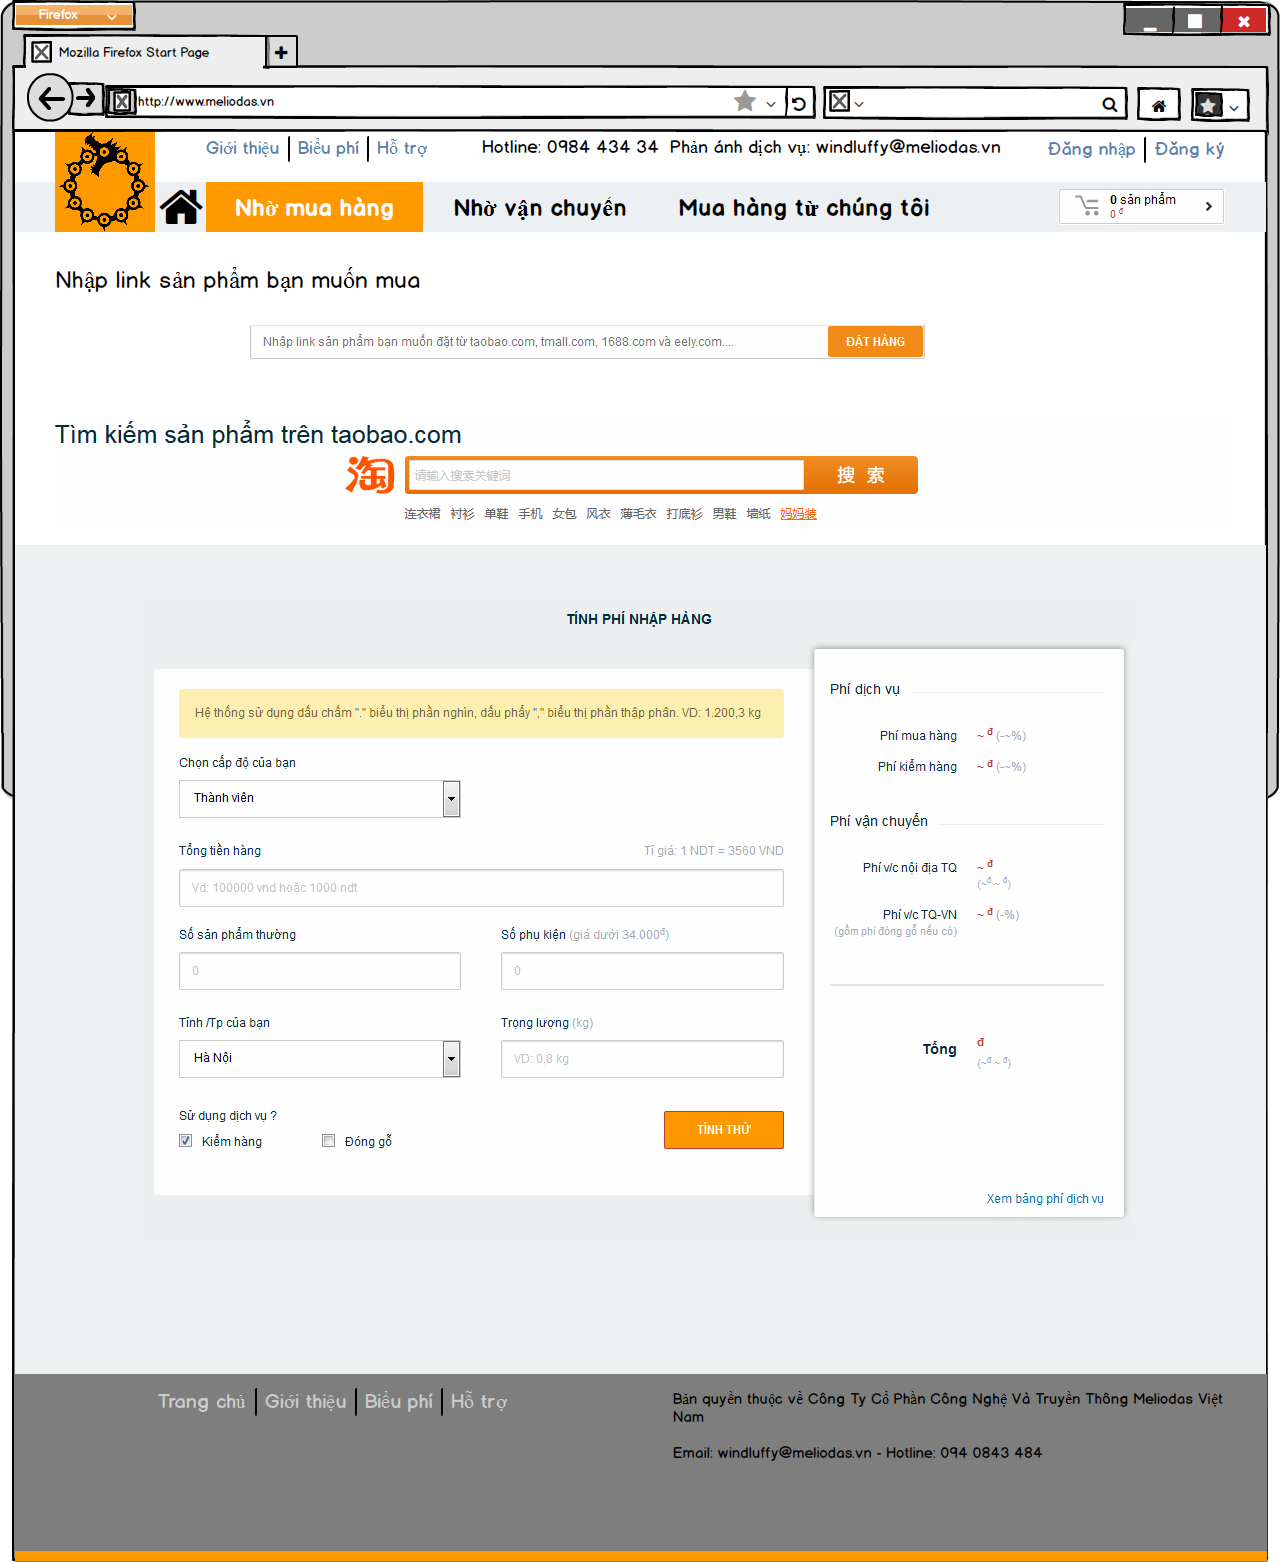 Firefox
Mozilla Firefox Start Page
http://www.meliodas.vn
Giới thiệu Biểu phí Hỗ trợ Hotline: 0984 434 34 Phản ánh dịch vụ: windluffy@meliodas.vn Đăng nhập Đăng ký
Nhờ mua hàng Nhờ vận chuyển Mua hàng từ chúng tôi
0 sản phẩm
0 đ
Nhập link sản phẩm bạn muốn mua
Nhập link sản phẩm bạn muốn đặt từ taobao.com, tmall.com, 1688.com và eely.com.... ĐẶT HÀNG
Tìm kiếm sản phẩm trên taobao.com
淘 请输入搜索关键词 搜 索
连衣裙 衬衫 单鞋 手机 女包 风衣 薄毛衣 打底衫 男鞋 墙纸 妈妈装
TÍNH PHÍ NHẬP HÀNG
Hệ thống sử dụng dấu chấm "." biểu thị phần nghìn, dấu phẩy "," biểu thị phần thập phân. VD: 1.200,3 kg
Chọn cấp độ của bạn
Thành viên
Tổng tiền hàng Tỉ giá: 1 NDT = 3560 VND
Vd: 100000 vnd hoặc 1000 ndt
Số sản phẩm thường Số phụ kiện (giá dưới 34.000đ)
0 0
Tỉnh /Tp của bạn Trọng lượng (kg)
Hà Nội VD: 0,8 kg
Sử dụng dịch vụ ?
Kiểm hàng Đóng gỗ TÍNH THỬ
Phí dịch vụ
Phí mua hàng ~ đ (-~%)
Phí kiểm hàng ~ đ (-~%)
Phí vận chuyển
Phí v/c nội địa TQ ~ đ
(~đ ~ đ)
Phí v/c TQ-VN ~ đ (-%)
(gồm phí đóng gỗ nếu có)
Tổng đ
(~đ ~ đ)
Xem bảng phí dịch vụ
Trang chủ Giới thiệu Biểu phí Hỗ trợ
Bản quyền thuộc về Công Ty Cổ Phần Công Nghệ Và Truyền Thông Meliodas Việt
Nam
Email: windluffy@meliodas.vn - Hotline: 094 0843 484